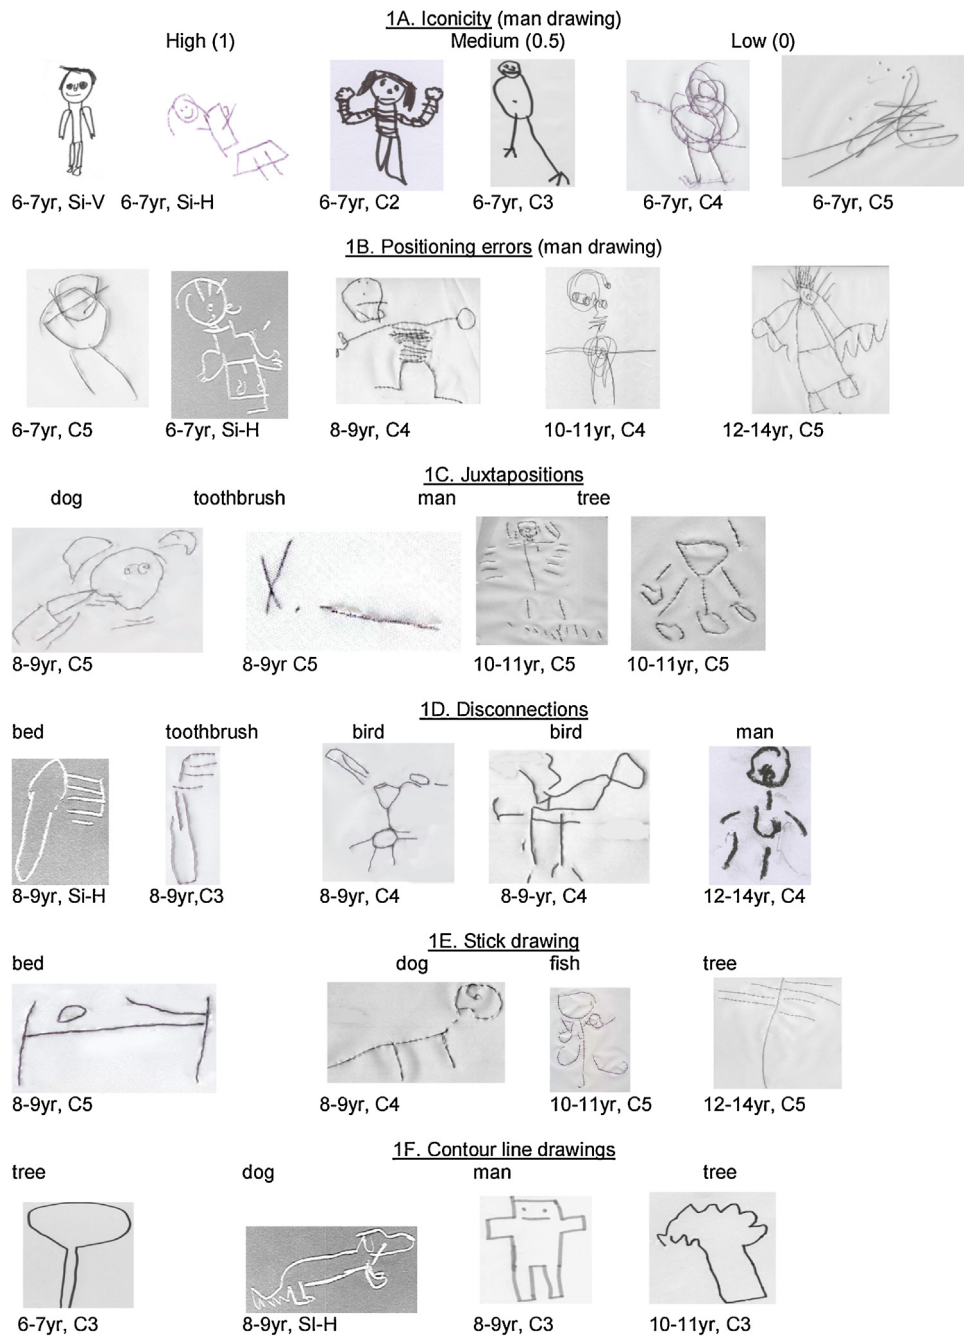 1A. Iconicity (man drawing)
High (1) Medium (0.5) Low (0)
6-7yr, Si-V 6-7yr, Si-H 6-7yr, C2 6-7yr, C3 6-7yr, C4 6-7yr, C5
1B. Positioning errors (man drawing)
6-7yr, C5 6-7yr, Si-H 8-9yr, C4 10-11yr, C4 12-14yr, C5
1C. Juxtapositions
dog toothbrush man tree
8-9yr, C5 8-9yr C5 10-11yr, C5 10-11yr, C5
1D. Disconnections
bed toothbrush bird bird man
8-9yr, Si-H 8-9yr,C3 8-9yr, C4 8-9-yr, C4 12-14yr, C4
1E. Stick drawing
bed dog fish tree
8-9yr, C5 8-9yr, C4 10-11yr, C5 12-14yr, C5
1F. Contour line drawings
tree dog man tree
6-7yr, C3 8-9yr, SI-H 8-9yr, C3 10-11yr, C3